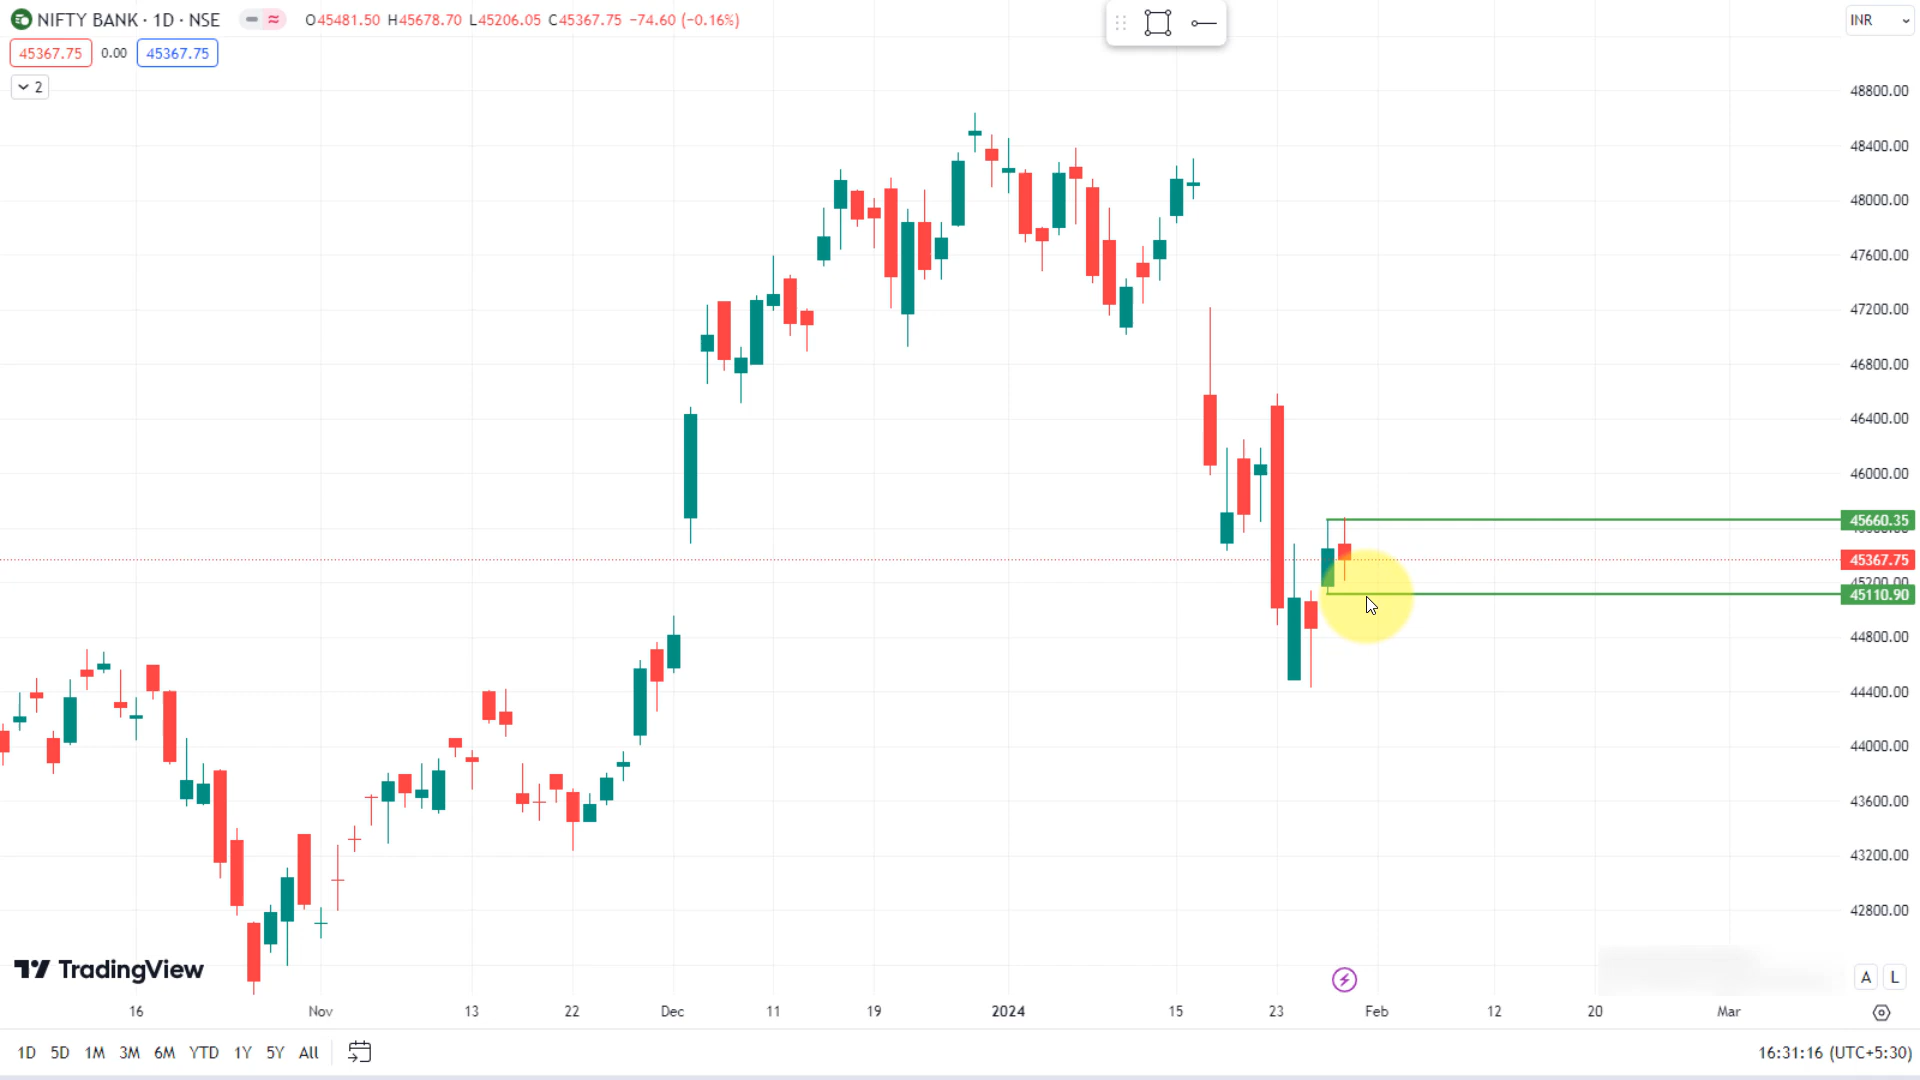 NIFTY BANK · 1D · NSE O45481.50 H45678.70 L45206.05 C45367.75 −74.60 (−0.16%)
INR
45367.75 0.00 45367.75
2
48800.00
48400.00
48000.00
47600.00
47200.00
46800.00
46400.00
46000.00
45660.35
45367.75
45200.00
45110.90
44800.00
44400.00
44000.00
43600.00
43200.00
42800.00
TradingView
A L
16 Nov 13 22 Dec 11 19 2024 15 23 Feb 12 20 Mar
1D 5D 1M 3M 6M YTD 1Y 5Y All
16:31:16 (UTC+5:30)